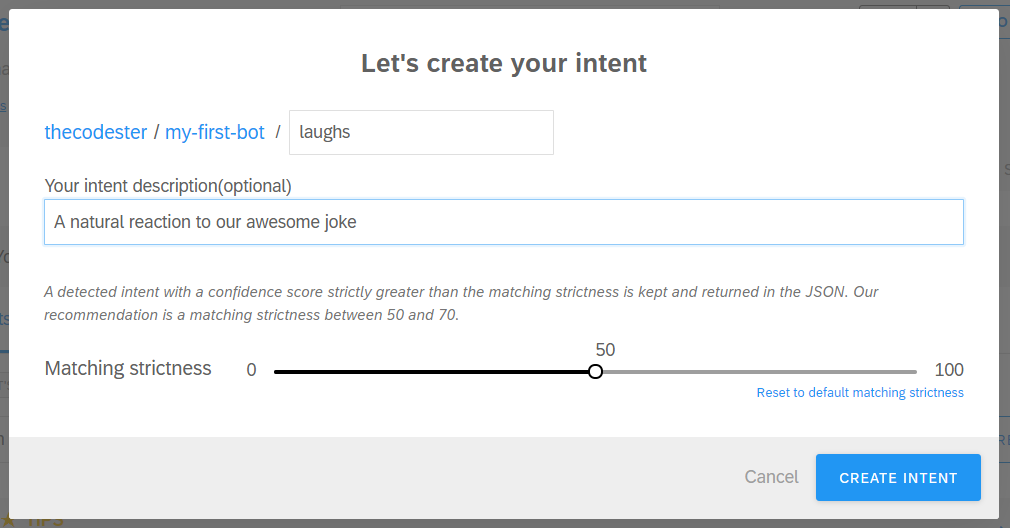 Let's create your intent
thecodester / my-first-bot / laughs
Your intent description(optional)
A natural reaction to our awesome joke
A detected intent with a confidence score strictly greater than the matching strictness is kept and returned in the JSON. Our
recommendation is a matching strictness between 50 and 70.
50
Matching strictness 0 100
Reset to default matching strictness
Cancel CREATE INTENT
TIPS